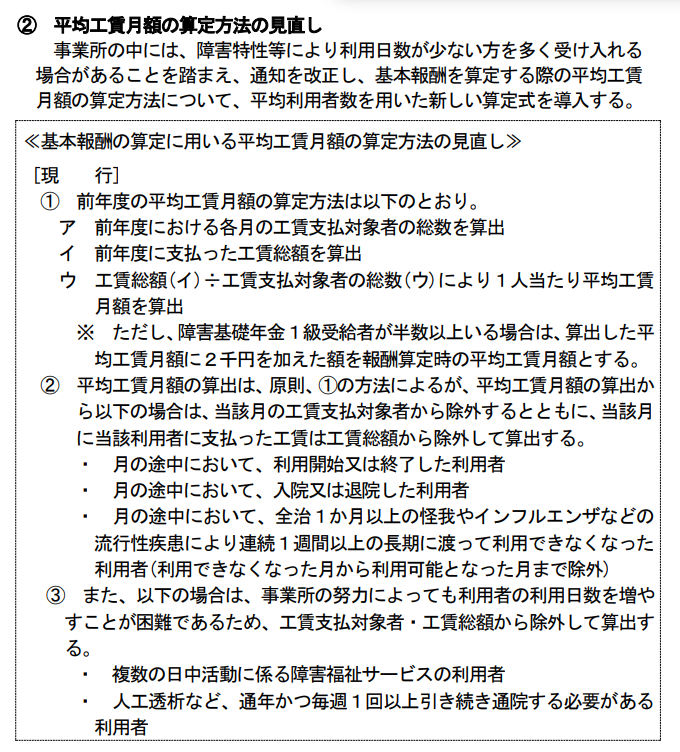 ② 平均工賃月額の算定方法の見直し
事業所の中には、障害特性等により利用日数が少ない方を多く受け入れる
場合があることを踏まえ、通知を改正し、基本報酬を算定する際の平均工賃
月額の算定方法について、平均利用者数を用いた新しい算定式を導入する。
≪基本報酬の算定に用いる平均工賃月額の算定方法の見直し≫
[現　　行]
① 前年度の平均工賃月額の算定方法は以下のとおり。
ア 前年度における各月の工賃支払対象者の総数を算出
イ 前年度に支払った工賃総額を算出
ウ 工賃総額(イ)÷工賃支払対象者の総数(ウ)により１人当たり平均工賃
月額を算出
※ ただし、障害基礎年金１級受給者が半数以上いる場合は、算出した平
均工賃月額に２千円を加えた額を報酬算定時の平均工賃月額とする。
② 平均工賃月額の算出は、原則、①の方法によるが、平均工賃月額の算出か
ら以下の場合は、当該月の工賃支払対象者から除外するとともに、当該月
に当該利用者に支払った工賃は工賃総額から除外して算出する。
・ 月の途中において、利用開始又は終了した利用者
・ 月の途中において、入院又は退院した利用者
・ 月の途中において、全治１か月以上の怪我やインフルエンザなどの
流行性疾患により連続１週間以上の長期に渡って利用できなくなった
利用者(利用できなくなった月から利用可能となった月まで除外)
③ また、以下の場合は、事業所の努力によっても利用者の利用日数を増や
すことが困難であるため、工賃支払対象者・工賃総額から除外して算出す
る。
・ 複数の日中活動に係る障害福祉サービスの利用者
・ 人工透析など、通年かつ毎週１回以上引き続き通院する必要がある
利用者